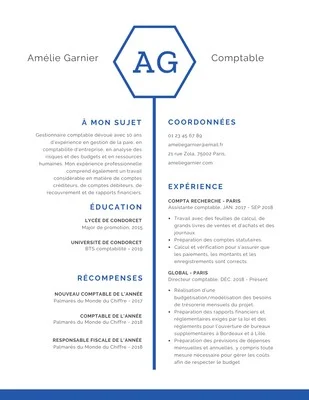 Amélie Garnier
AG
Comptable
À MON SUJET
Gestionnaire comptable dévoué avec 10 ans
d'expérience en gestion de la paie, en
comptabilité d'entreprise, en analyse des
risques et des budgets et en ressources
humaines. Mon expérience professionnelle
comprend également un travail
considérable en matière de comptes
créditeurs, de comptes débiteurs, de
recouvrement et de rapports financiers.
ÉDUCATION
LYCÉE DE CONDORCET
Major de promotion, 2015
UNIVERSITÉ DE CONDORCET
BTS comptabilité - 2019
RÉCOMPENSES
NOUVEAU COMPTABLE DE L'ANNÉE
Palmarès du Monde du Chiffre - 2017
COMPTABLE DE L'ANNÉE
Palmarès du Monde du Chiffre - 2018
RESPONSABLE FISCALE DE L'ANNÉE
Palmarès du Monde du Chiffre - 2018
COORDONNÉES
01 23 45 67 89
ameliegarnier@email.com
Rue du Lac, 75000 Paris
ameliegarnier.com
EXPÉRIENCE
COMPTA RECHERCHE - PARIS
Assistante comptable, JAN. 2017 - SEP.2018
Travail avec des feuilles de calcul, de
grands livres de ventes et d'achats et des
journaux.
Préparation des comptes statutaires.
Calcul et vérification pour s'assurer que
les paiements, les montants et les
enregistrements sont corrects.
GLOBAL - PARIS
Directeur comptable, DEC. 2018 - Présent
Réalisation d'une
budgétisation/modélisation des besoins
de trésorerie mensuels du projet.
Préparation des rapports financiers et
réglementaires exigés par la loi et des
règlements pour l'ouverture de bureaux
supplémentaires à Bordeaux et à Lille.
Préparation des prévisions de dépenses
mensuelles et annuelles, y compris toute
mesure nécessaire pour gérer les coûts
afin de respecter le budget